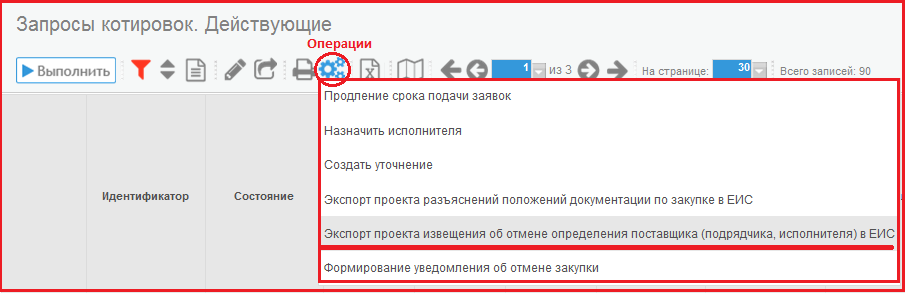 Запросы котировок. Действующие
Операции
Выполнить
1 из 3 На странице: 30 Всего записей: 90
Продление срока подачи заявок
Назначить исполнителя
Создать уточнение
Идентификатор Состояние
Экспорт проекта разъяснений положений документации по закупке в ЕИС
Экспорт проекта извещения об отмене определения поставщика (подрядчика, исполнителя) в ЕИС
Формирование уведомления об отмене закупки